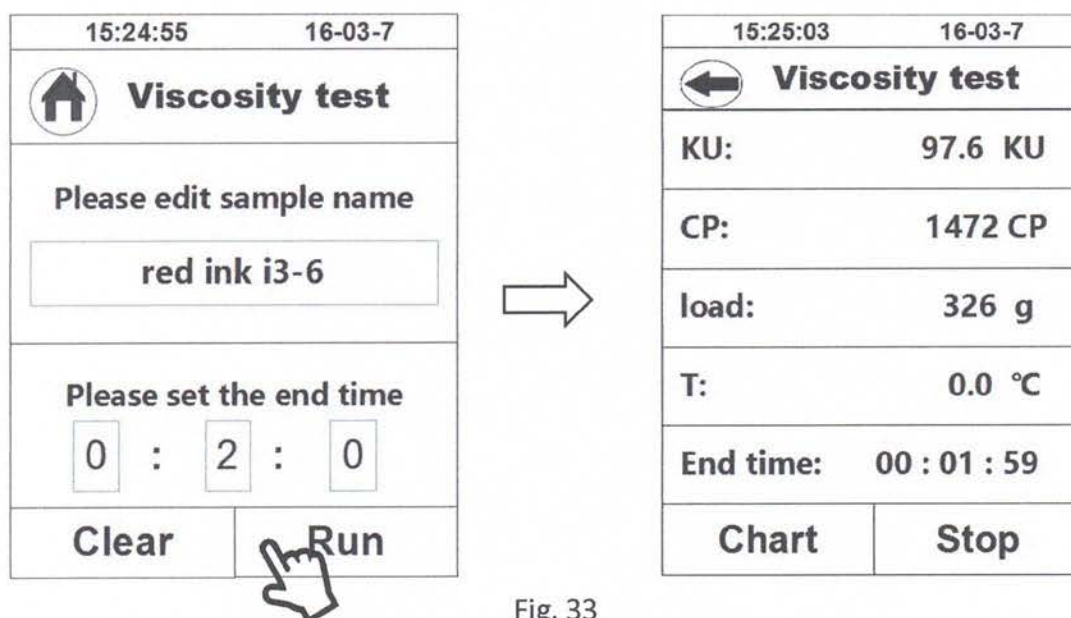 15:24:55 16-03-7
Viscosity test
Please edit sample name
red ink i3-6
Please set the end time
0 : 2 : 0
Clear Run
15:25:03 16-03-7
Viscosity test
KU: 97.6 KU
CP: 1472 CP
load: 326 g
T: 0.0 ℃
End time: 00 : 01 : 59
Chart Stop
Fig. 33